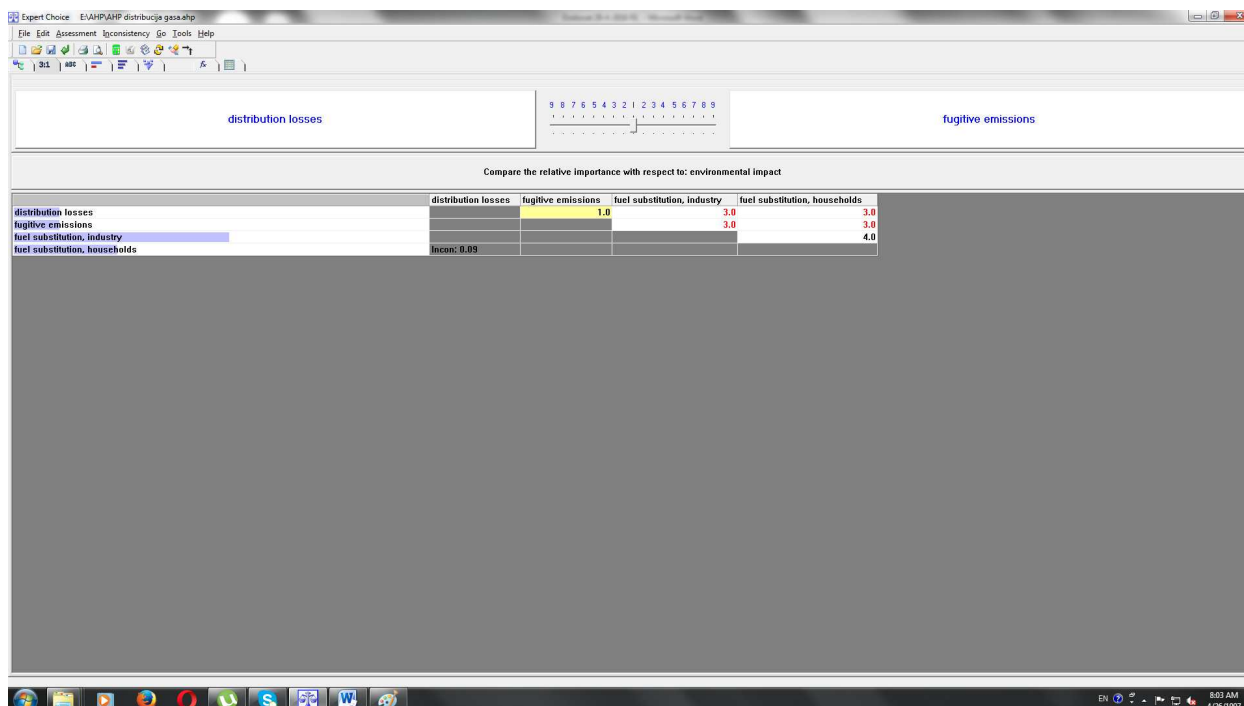 Expert Choice E:\AHP\AHP distribucija gasa.ahp
File Edit Assessment Inconsistency Go Tools Help
3:1 ABC
distribution losses
9 8 7 6 5 4 3 2 1 2 3 4 5 6 7 8 9
fugitive emissions
Compare the relative importance with respect to: environmental impact
distribution losses fugitive emissions fuel substitution, industry fuel substitution, households
distribution losses 1.0 3.0 3.0
fugitive emissions 3.0 3.0
fuel substitution, industry 4.0
fuel substitution, households Incon: 0.09
EN 8:03 AM